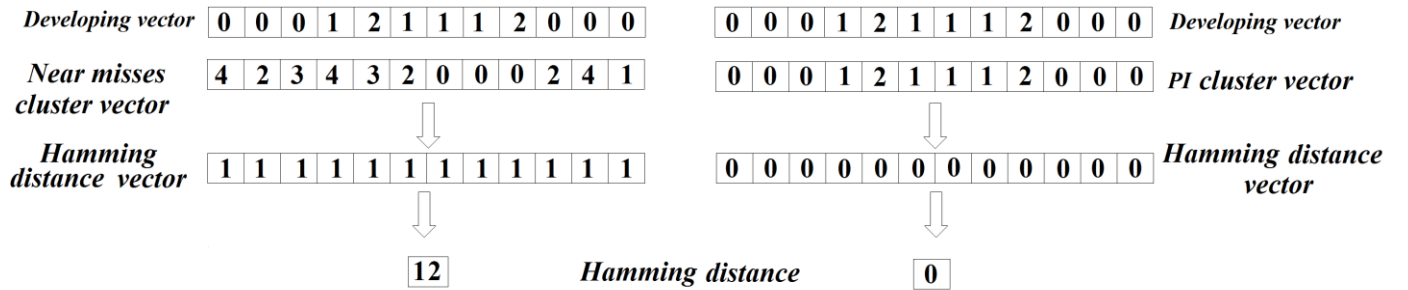 Developing vector 0 0 0 1 2 1 1 1 2 0 0 0 0 0 0 1 2 1 1 1 2 0 0 0 Developing vector
Near misses cluster vector 4 2 3 4 3 2 0 0 0 2 4 1 0 0 0 1 2 1 1 1 2 0 0 0 PI cluster vector
Hamming distance vector 1 1 1 1 1 1 1 1 1 1 1 1 0 0 0 0 0 0 0 0 0 0 0 0 Hamming distance vector
12 Hamming distance 0